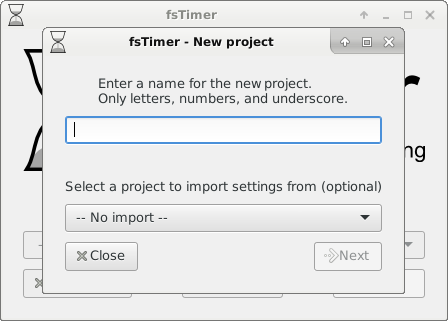 fsTimer
fsTimer - New project
Enter a name for the new project.
Only letters, numbers, and underscore.
Select a project to import settings from (optional)
-- No import --
Close
Next